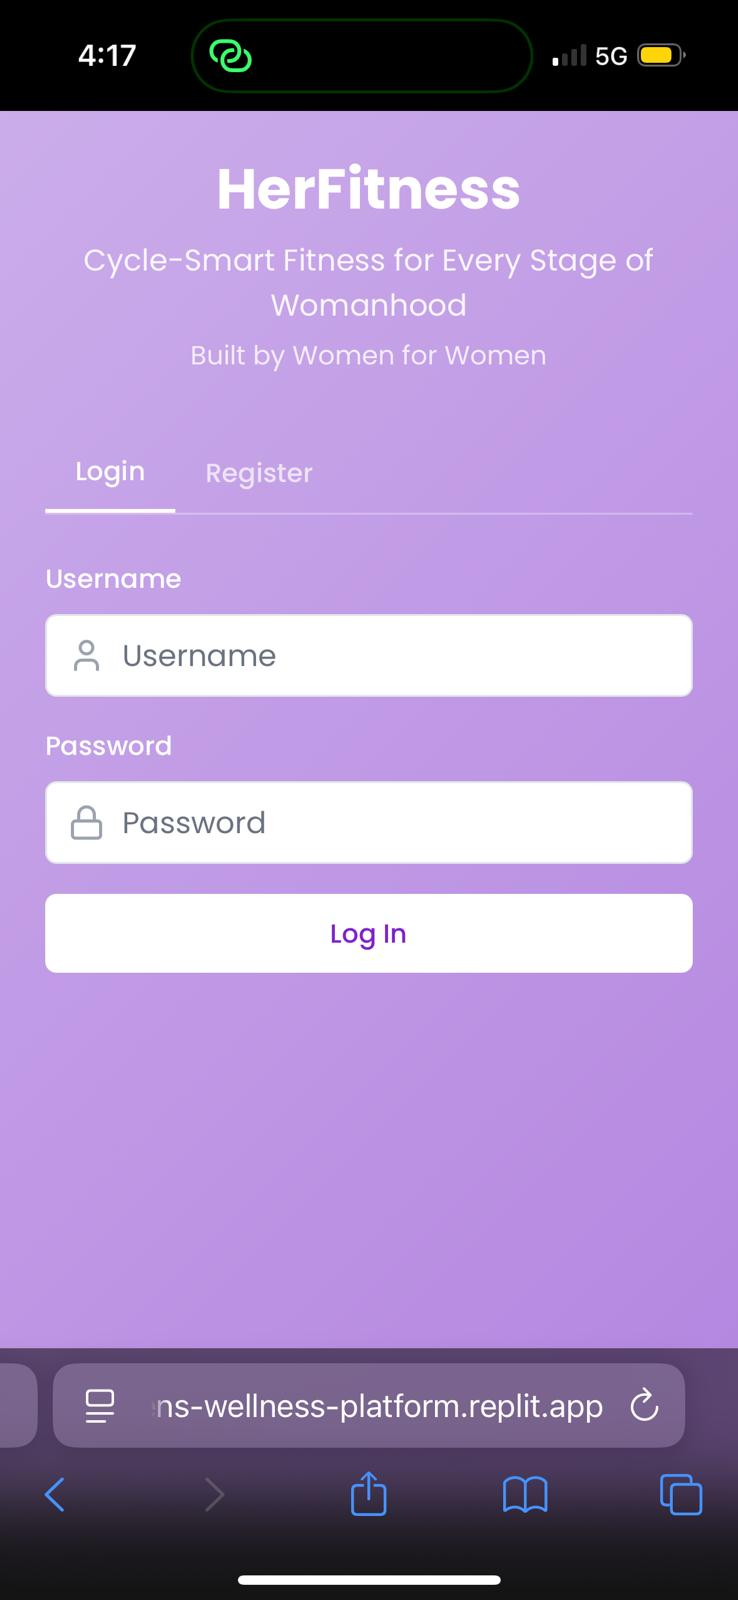 4:17
5G
HerFitness
Cycle-Smart Fitness for Every Stage of
Womanhood
Built by Women for Women
Login
Register
Username
Username
Password
Password
Log In
ns-wellness-platform.replit.app